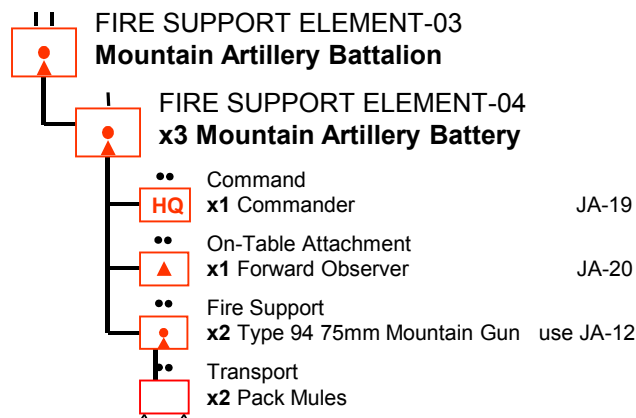 FIRE SUPPORT ELEMENT-03
Mountain Artillery Battalion
FIRE SUPPORT ELEMENT-04
x3 Mountain Artillery Battery
Command
HQ x1 Commander JA-19
On-Table Attachment
x1 Forward Observer JA-20
Fire Support
x2 Type 94 75mm Mountain Gun use JA-12
Transport
x2 Pack Mules